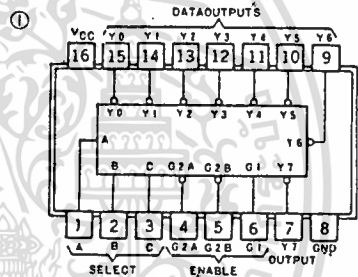 ①
DATAOUTPUTS
VCC Y0 Y1 Y2 Y3 Y4 Y5 Y6
16 15 14 13 12 11 10 9
Y0 Y1 Y2 Y3 Y4 Y5
A Y6
B C G2A G2B G1 Y7
1 2 3 4 5 6 7 8
A B C G2A G2B G1 Y7 GND
SELECT ENABLE OUTPUT